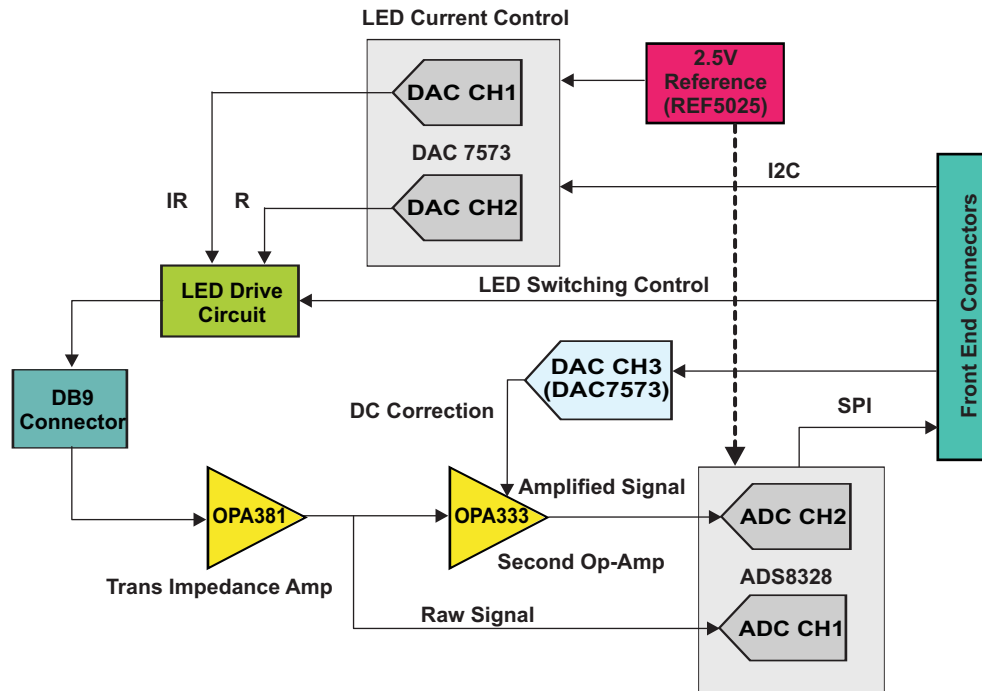 LED Current Control
DAC CH1
DAC 7573
DAC CH2
2.5V
Reference
(REF5025)
I2C
IR
R
LED Drive
Circuit
LED Switching Control
Front End Connectors
DAC CH3
(DAC7573)
DC Correction
SPI
DB9
Connector
OPA381
Trans Impedance Amp
OPA333
Amplified Signal
Second Op-Amp
ADC CH2
ADS8328
ADC CH1
Raw Signal